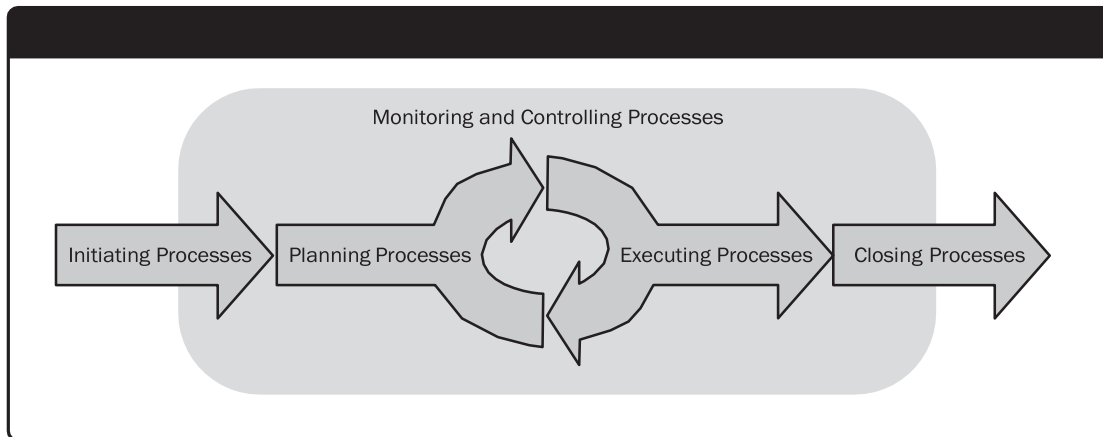 Monitoring and Controlling Processes
Initiating Processes
Planning Processes
Executing Processes
Closing Processes